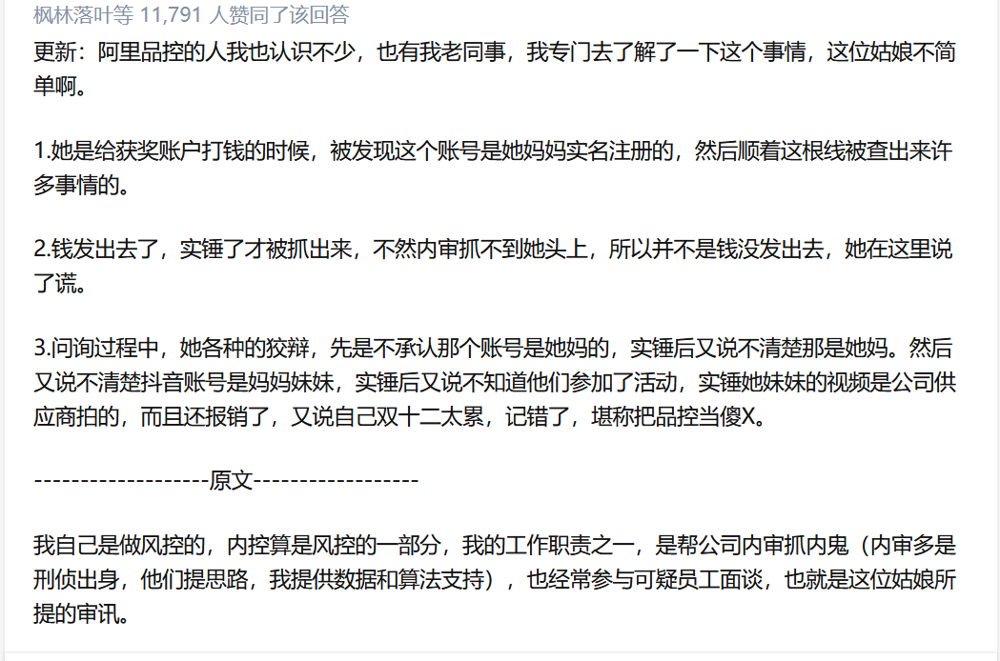 枫林落叶等 11,791 人赞同了该回答
更新：阿里品控的人我也认识不少，也有我老同事，我专门去了解了一下这个事情，这位姑娘不简
单啊。
1.她是给获奖账户打钱的时候，被发现这个账号是她妈妈实名注册的，然后顺着这根线被查出来许
多事情的。
2.钱发出去了，实锤了才被抓出来，不然内审抓不到她头上，所以并不是钱没发出去，她在这里说
了谎。
3.问询过程中，她各种的狡辩，先是不承认那个账号是她妈的，实锤后又说不清楚那是她妈。然后
又说不清楚抖音账号是妈妈妹妹，实锤后又说不知道他们参加了活动，实锤她妹妹的视频是公司供
应商拍的，而且还报销了，又说自己双十二太累，记错了，堪称把品控当傻X。
-------------------原文------------------
我自己是做风控的，内控算是风控的一部分，我的工作职责之一，是帮公司内审抓内鬼（内审多是
刑侦出身，他们提思路，我提供数据和算法支持），也经常参与可疑员工面谈，也就是这位姑娘所
提的审讯。